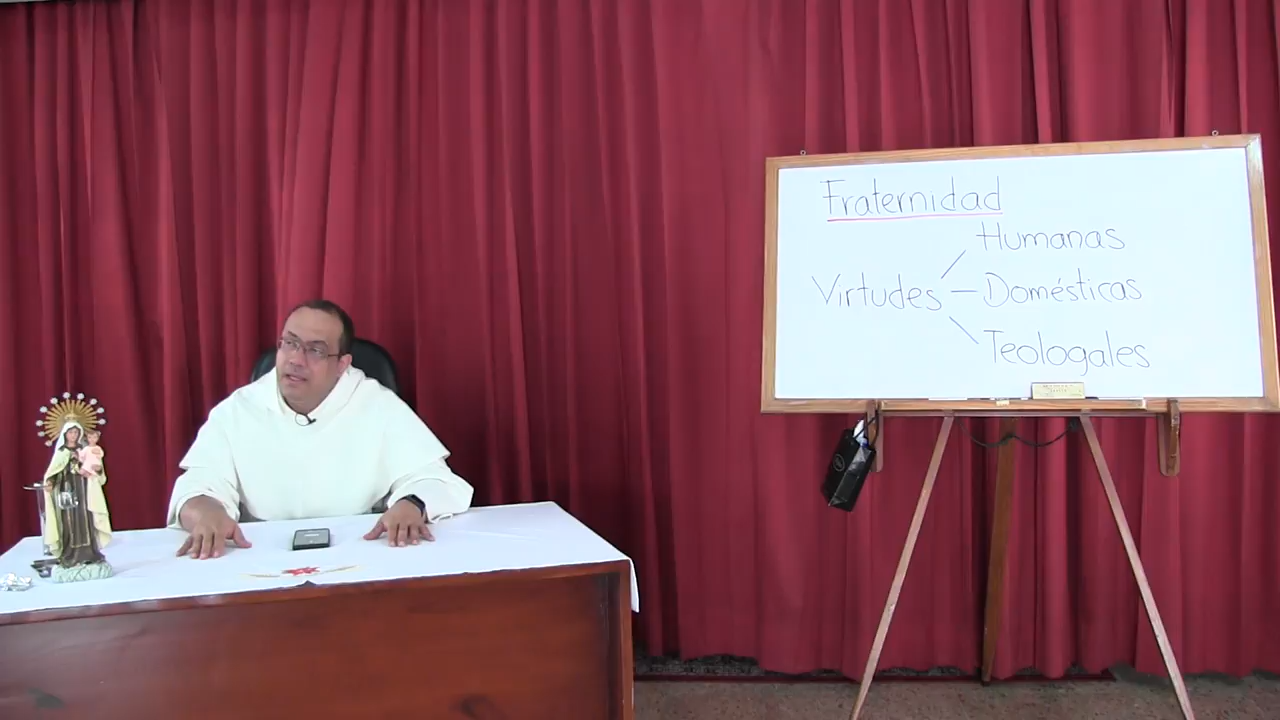 Fraternidad
Humanas
Virtudes - Domésticas
Teologales